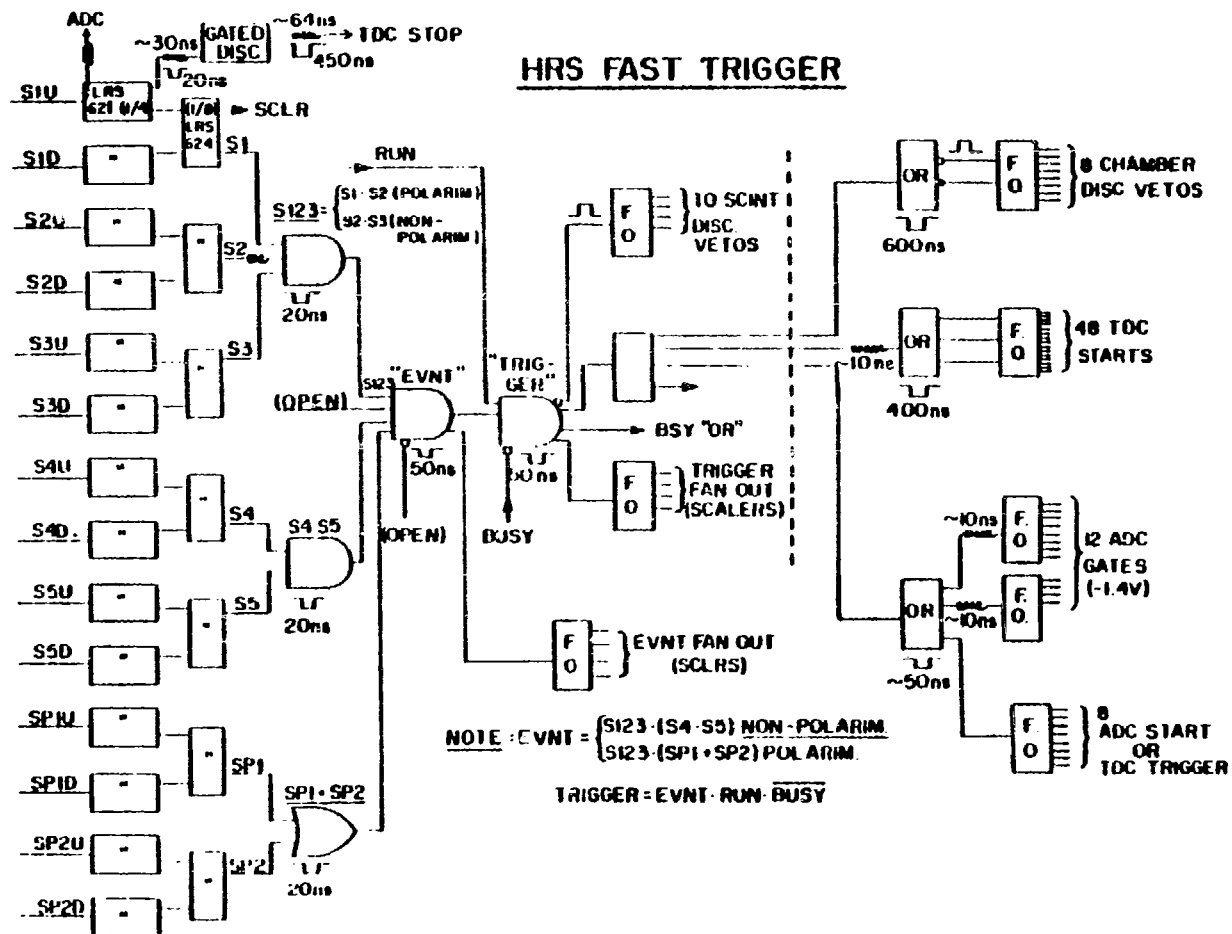 HRS FAST TRIGGER
ADC
~30ns
20ns
GATED
DISC
~64ns
450ns
TDC STOP
S1U
LRS
621 (1/4)
(1/8)
LRS
624
SCLR
S1
S1D
"
S2U
"
S2
"
S2D
"
S3U
"
S3
"
S3D
"
S4U
"
S4
"
S4D.
"
S5U
"
S5
"
S5D
"
SP1U
"
SP1
"
SP1D
"
SP2U
"
SP2
"
SP2D
"
RUN
S123=
S1·S2 (POLARIM)
S2·S3 (NON-
POLARIM)
20ns
S4 S5
20ns
SP1+SP2
20ns
"EVNT"
S123
(OPEN)
50ns
(OPEN)
"TRIG-
GER"
50ns
BUSY
BSY "OR"
F
O
10 SCINT
DISC.
VETOS
F
O
TRIGGER
FAN OUT
(SCALERS)
F
O
EVNT FAN OUT
(SCLRS)
NOTE : EVNT =
S123·(S4·S5) NON-POLARIM.
S123·(SP1+SP2) POLARIM.
TRIGGER = EVNT·RUN·BUSY
OR
600ns
F.
O.
8 CHAMBER
DISC VETOS
~10ns
OR
400ns
F.
O.
48 TDC
STARTS
OR
~50ns
~10ns
F.
O
~10ns
F.
O.
12 ADC
GATES
(-1.4V)
F.
O
8
ADC START
OR
TDC TRIGGER